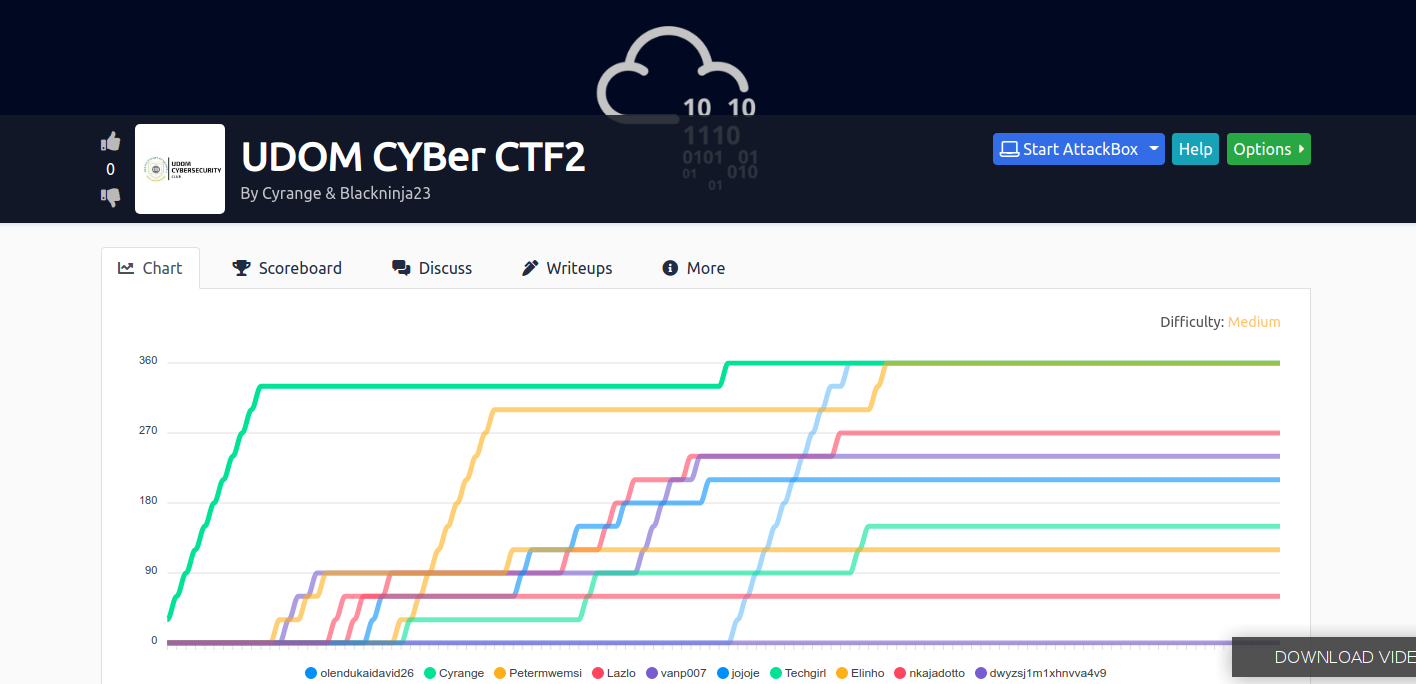 10 10
1110
0101 01
01 010
01
0
UDOM
CYBERSECURITY
CLUB
UDOM CYBer CTF2
By Cyrange & Blackninja23
Start AttackBox
Help
Options
Chart
Scoreboard
Discuss
Writeups
More
Difficulty: Medium
360
270
180
90
0
olendukaidavid26 Cyrange Petermwemsi Lazlo vanp007 jojoje Techgirl Elinho nkajadotto dwyzsj1m1xhnvva4v9
DOWNLOAD VIDE